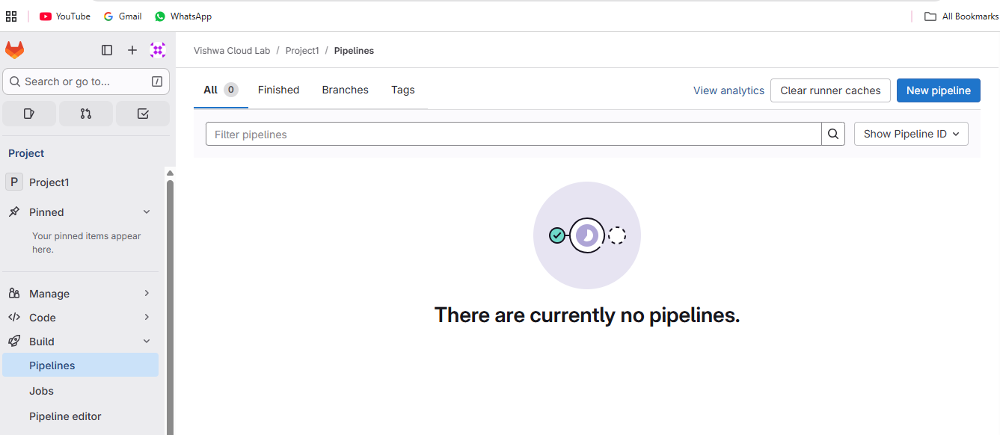 YouTube Gmail WhatsApp All Bookmarks
Vishwa Cloud Lab / Project1 / Pipelines
Search or go to... /
All 0 Finished Branches Tags View analytics Clear runner caches New pipeline
Filter pipelines Show Pipeline ID
Project
P Project1
Pinned
Your pinned items appear
here.
Manage
Code
Build
Pipelines
Jobs
Pipeline editor
There are currently no pipelines.